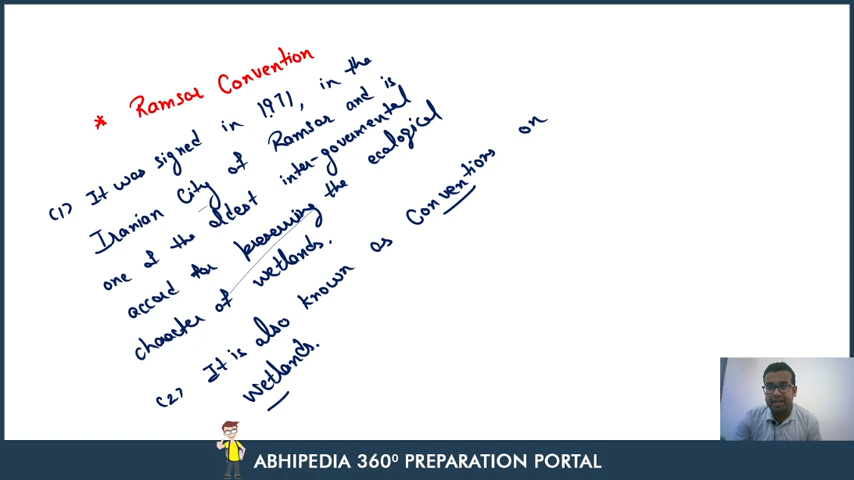 * Ramsar Convention
(1) It was signed in 1971, in the
Iranian City of Ramsar and is
one of the oldest inter-governmental
accord for preserving the ecological
character of wetlands.
(2) It is also known as Conventions on
Wetlands.
ABHIPEDIA 360⁰ PREPARATION PORTAL